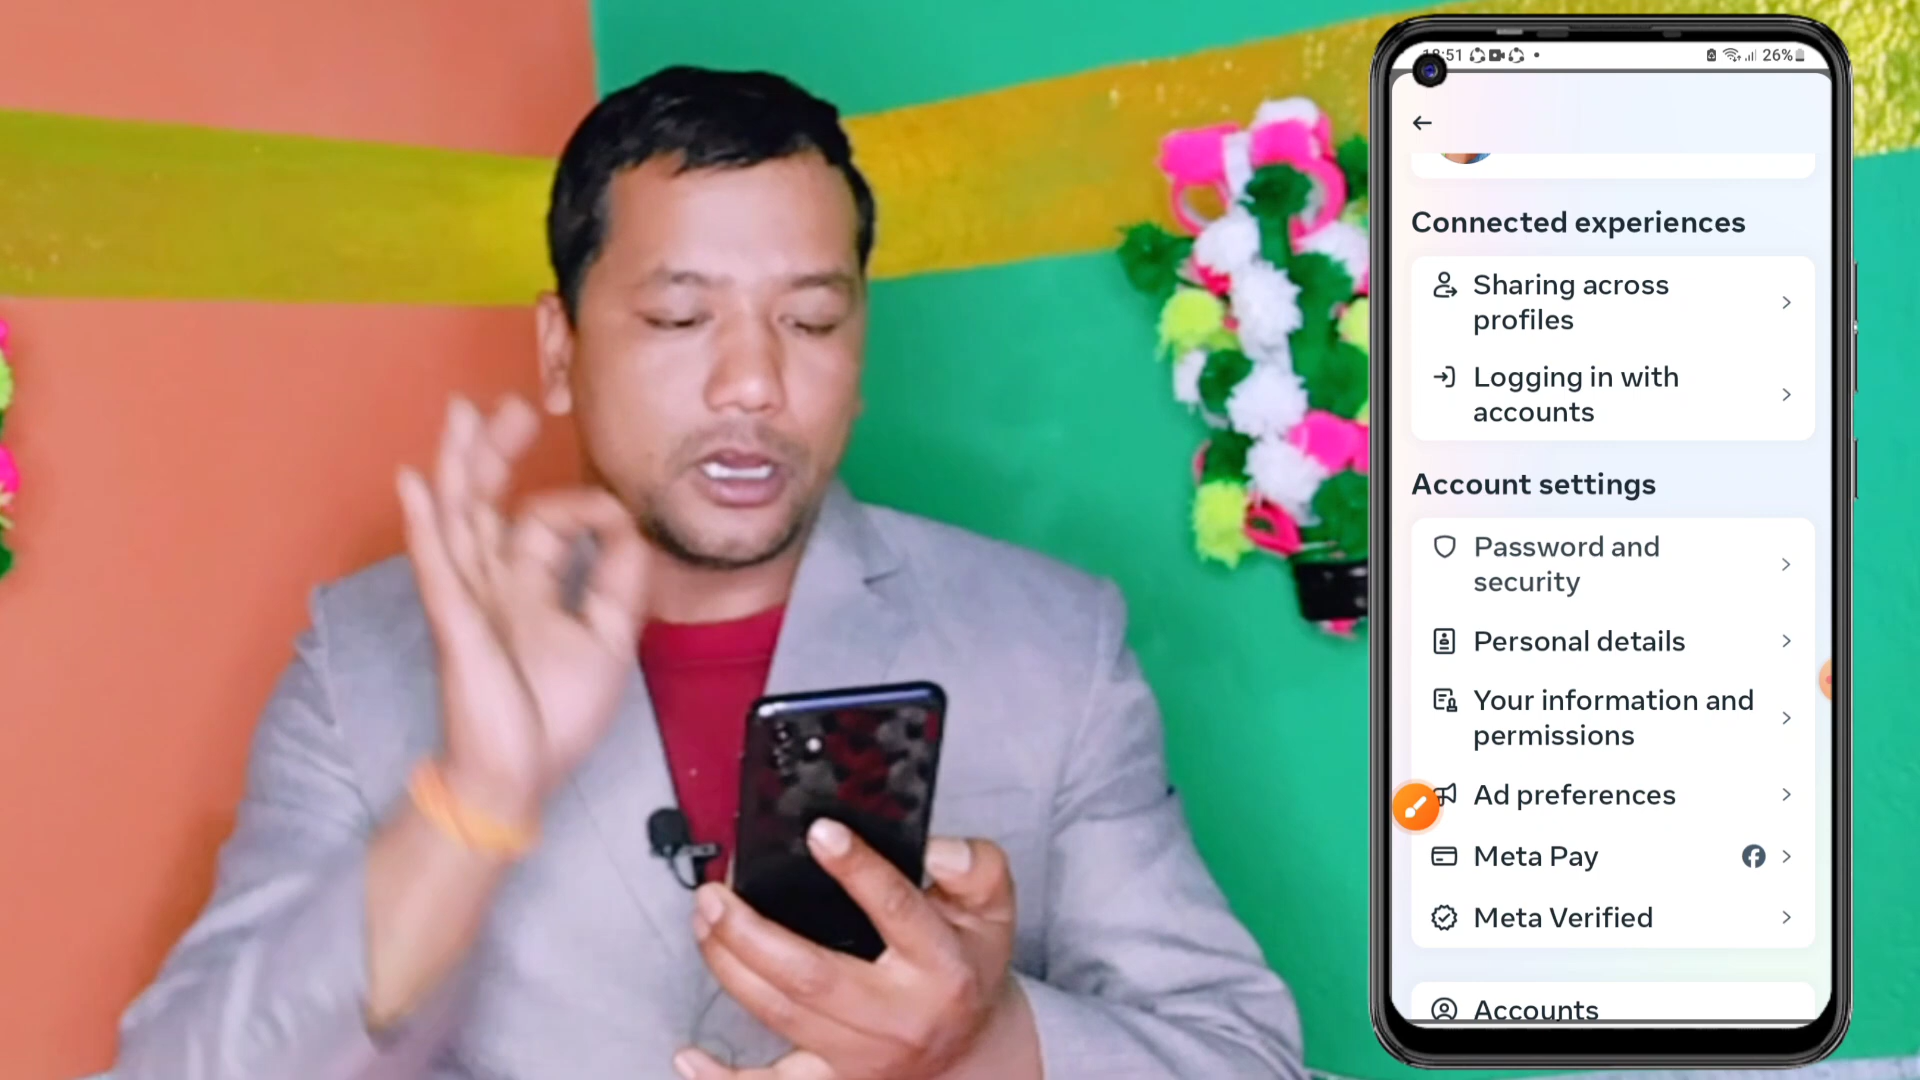 :51 26%
Connected experiences
Sharing across
profiles
Logging in with
accounts
Account settings
Password and
security
Personal details
Your information and
permissions
Ad preferences
Meta Pay
Meta Verified
Accounts